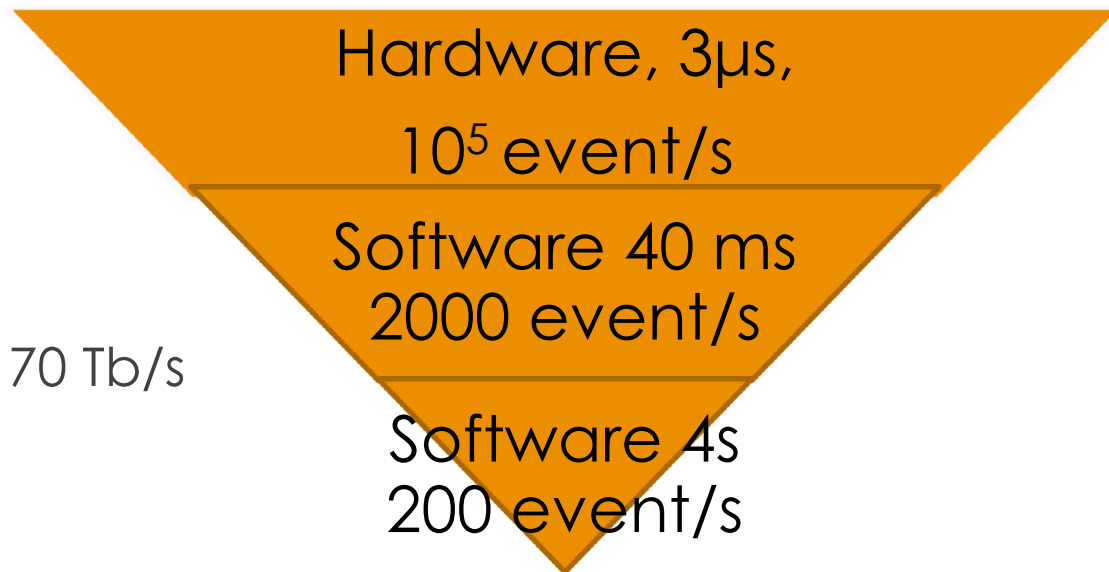 Hardware, 3µs,
10⁵ event/s
Software 40 ms
2000 event/s
70 Tb/s
Software 4s
200 event/s